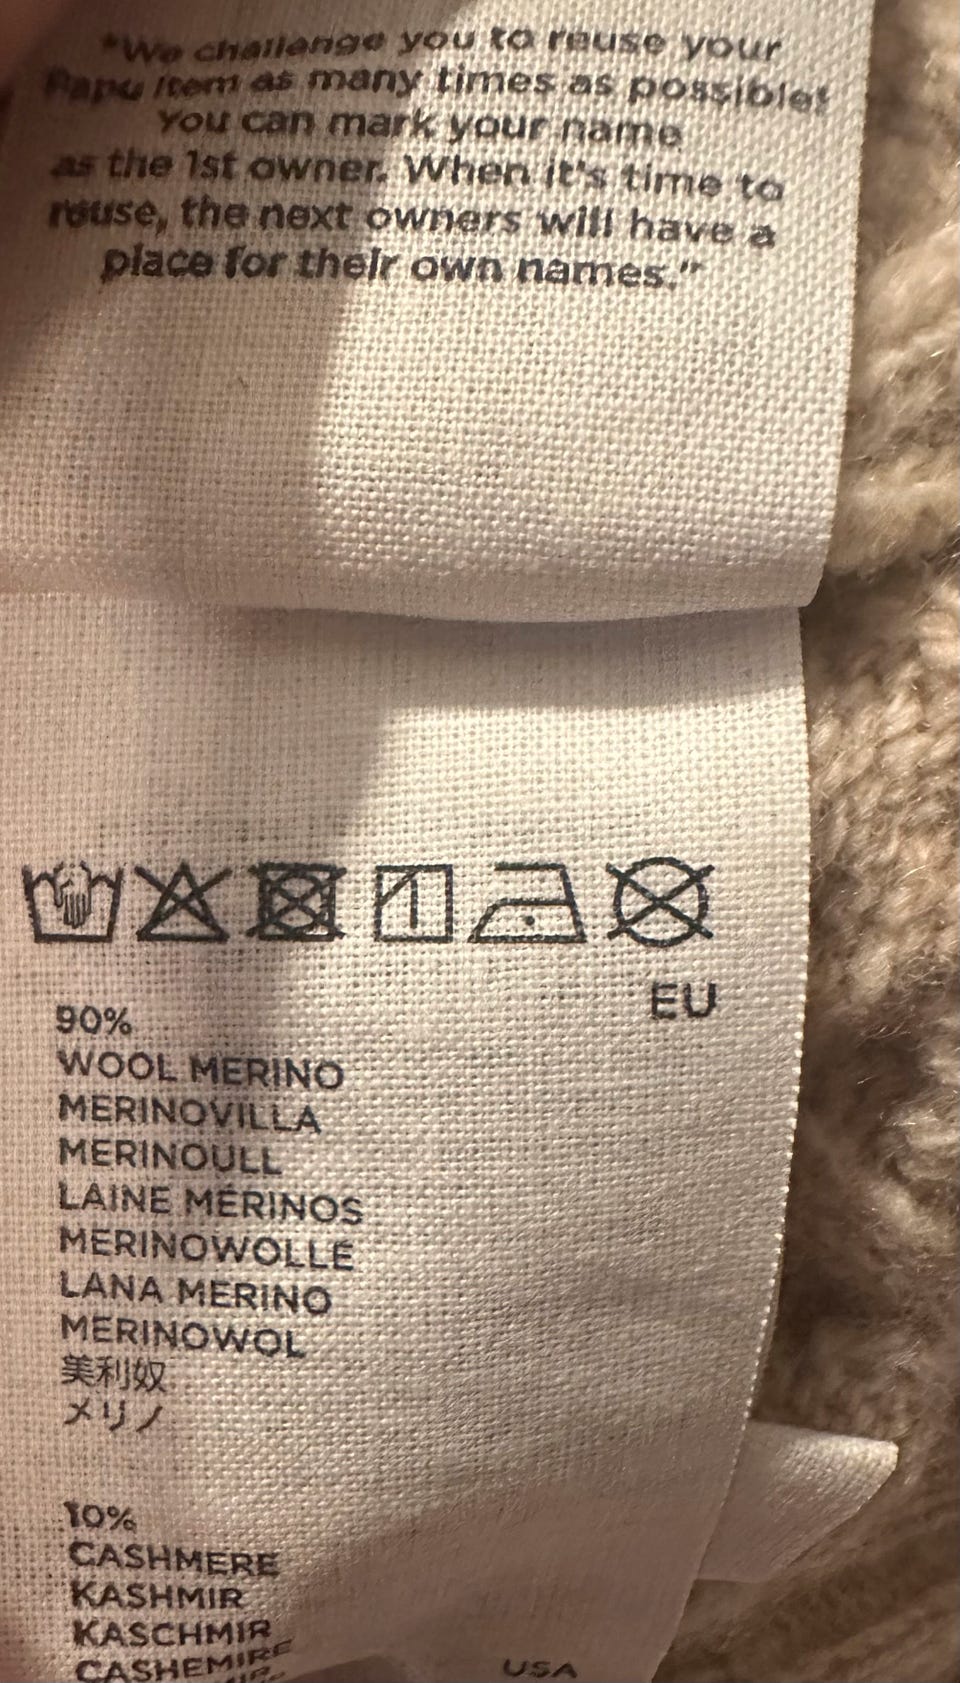 "We challenge you to reuse your
Papu item as many times as possible!
You can mark your name
as the 1st owner. When it's time to
reuse, the next owners will have a
place for their own names."
EU
90%
WOOL MERINO
MERINOVILLA
MERINOULL
LAINE MÉRINOS
MERINOWOLLE
LANA MERINO
MERINOWOL
美利奴
メリノ
10%
CASHMERE
KASHMIR
KASCHMIR
CASHEMIRE
USA